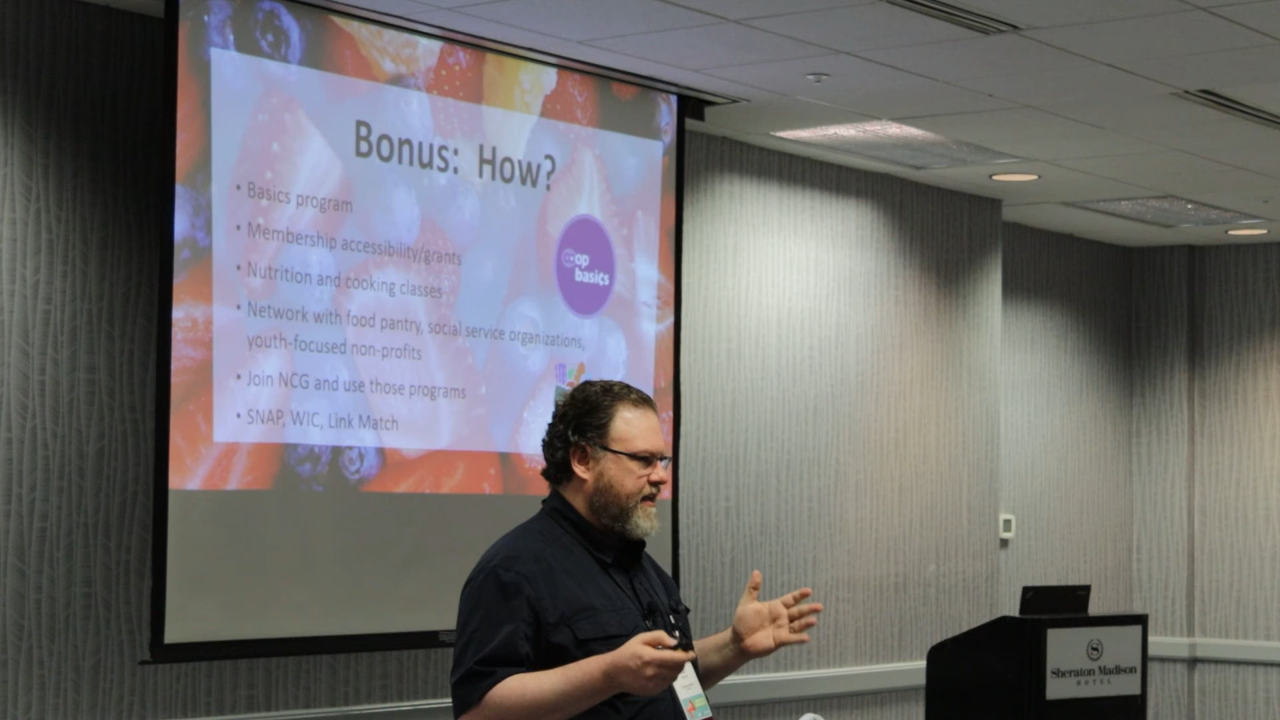 Bonus: How?
• Basics program
• Membership accessibility/grants
• Nutrition and cooking classes
• Network with food pantry, social service organizations,
youth-focused non-profits
• Join NCG and use those programs
• SNAP, WIC, Link Match
op
basics
S
Sheraton Madison
HOTEL